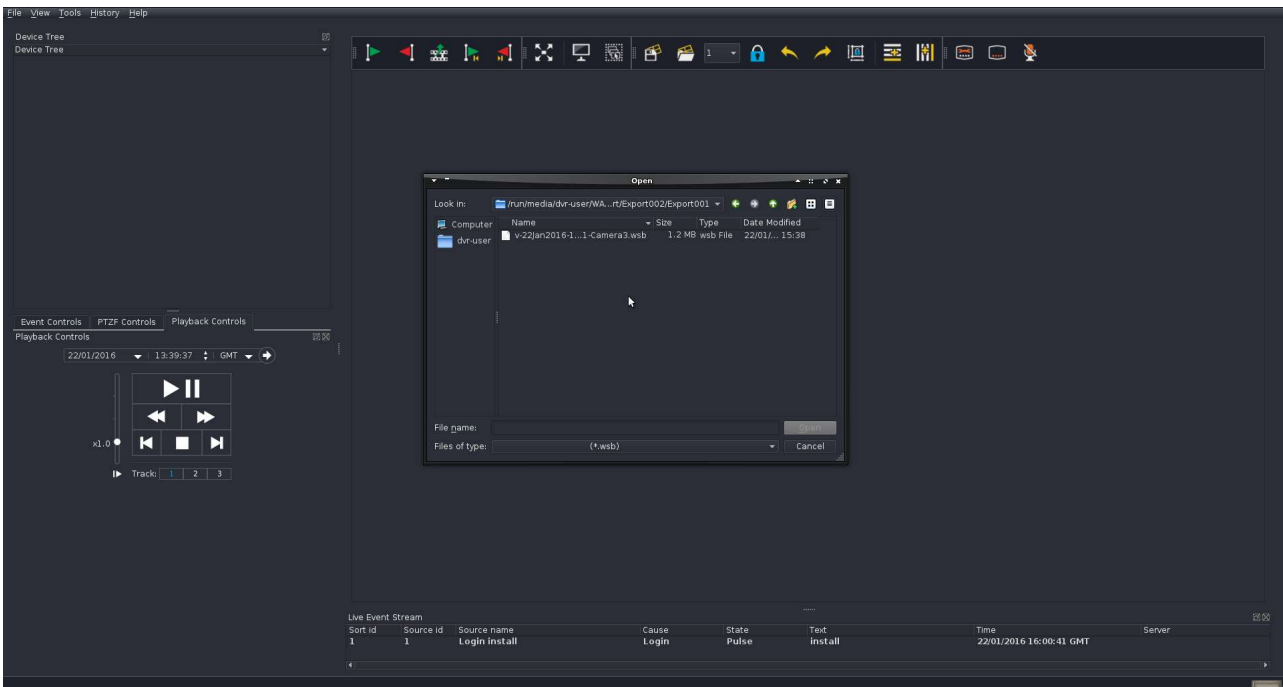 File View Tools History Help
Device Tree
Device Tree
1
Open
Look in: /run/media/dvr-user/WA...rt/Export002/Export001
Computer
dvr-user
Name Size Type Date Modified
v-22Jan2016-1...1-Camera3.wsb 1.2 MB wsb File 22/01/... 15:38
File name: Open
Files of type: (*.wsb) Cancel
Event Controls PTZF Controls Playback Controls
Playback Controls
22/01/2016 13:39:37 GMT
x1.0
Track: 1 2 3
Live Event Stream
Sort id Source id Source name Cause State Text Time Server
1 1 Login install Login Pulse install 22/01/2016 16:00:41 GMT